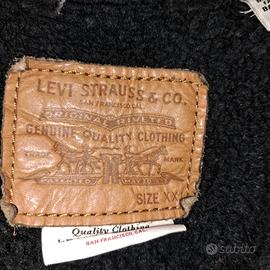 LEVI STRAUSS & CO.
SAN FRANCISCO, CAL.
ORIGINAL RIVETED
GENUINE QUALITY CLOTHING
TRADE MARK
SIZE XX
Quality Clothing
SAN FRANCISCO, CAL.
subito